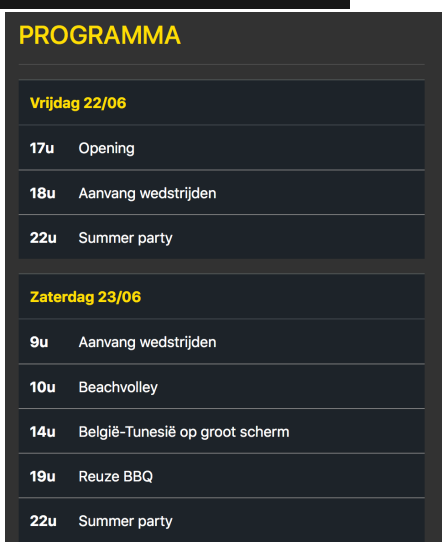 PROGRAMMA
Vrijdag 22/06
17u Opening
18u Aanvang wedstrijden
22u Summer party
Zaterdag 23/06
9u Aanvang wedstrijden
10u Beachvolley
14u België-Tunesië op groot scherm
19u Reuze BBQ
22u Summer party